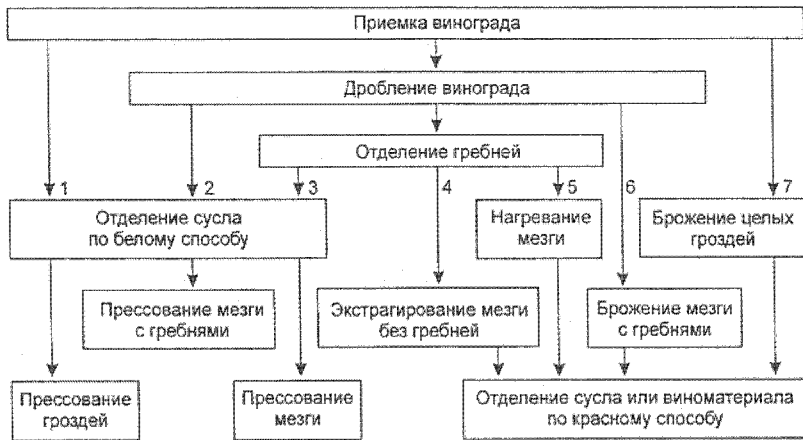 Приемка винограда
Дробление винограда
Отделение гребней
1
2
3
4
5
6
7
Отделение сусла
по белому способу
Нагревание
мезги
Брожение целых
гроздей
Прессование мезги
с гребнями
Экстрагирование мезги
без гребней
Брожение мезги
с гребнями
Прессование
гроздей
Прессование
мезги
Отделение сусла или виноматериала
по красному способу